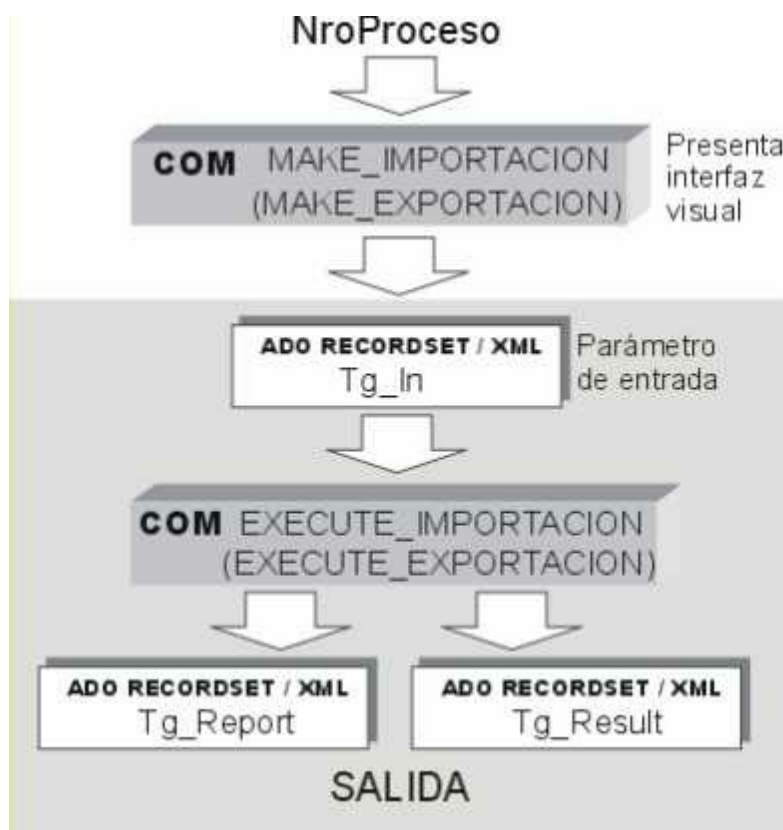 NroProceso
COM MAKE_IMPORTACION
(MAKE_EXPORTACION)
Presenta
interfaz
visual
ADO RECORDSET / XML
Tg_In
Parámetro
de entrada
COM EXECUTE_IMPORTACION
(EXECUTE_EXPORTACION)
ADO RECORDSET / XML
Tg_Report
ADO RECORDSET / XML
Tg_Result
SALIDA